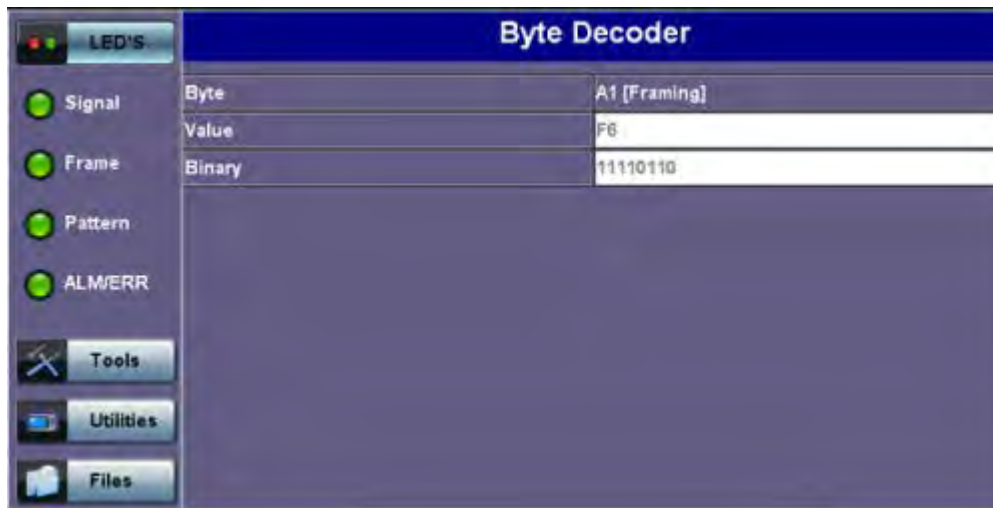 LED'S
Byte Decoder
Byte A1 [Framing]
Value F6
Binary 11110110
Signal
Frame
Pattern
ALM/ERR
Tools
Utilities
Files